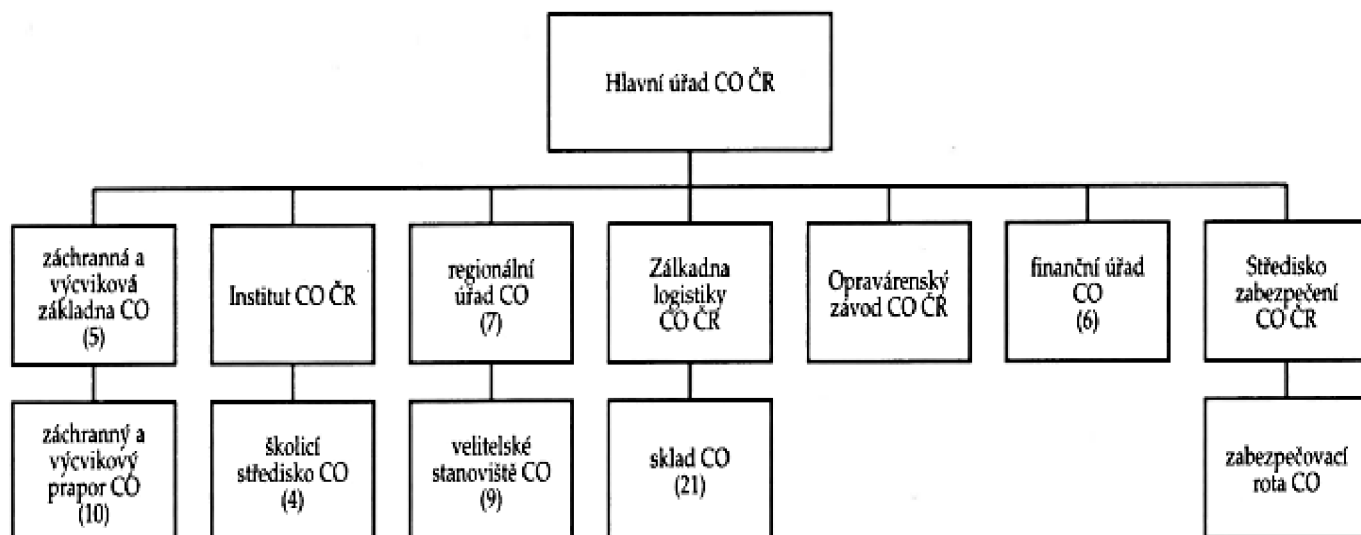 Hlavní úřad CO ČR
záchranná a
výcviková
základna CO
(5)
Institut CO ČR
regionální
úřad CO
(7)
Zálkadna
logistiky
CO ČR
Opravárenský
závod CO ČR
finanční úřad
CO
(6)
Středisko
zabezpečení
CO ČR
záchranný a
výcvikový
prapor CO
(10)
školicí
středisko CO
(4)
velitelské
stanoviště CO
(9)
sklad CO
(21)
zabezpečovací
rota CO